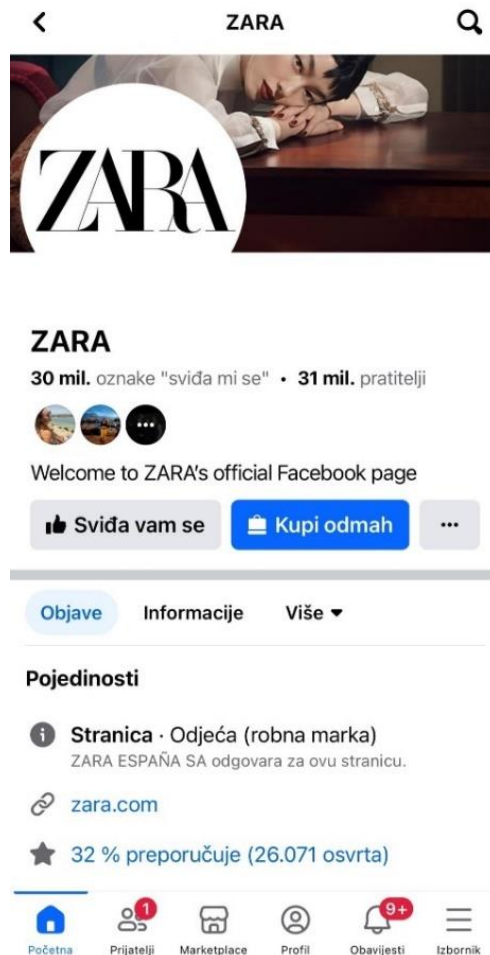 ZARA
ZARA
ZARA
30 mil. oznake "sviđa mi se" • 31 mil. pratitelji
Welcome to ZARA's official Facebook page
Sviđa vam se
Kupi odmah
Objave Informacije Više
Pojedinosti
Stranica · Odjeća (robna marka)
ZARA ESPAÑA SA odgovara za ovu stranicu.
zara.com
32 % preporučuje (26.071 osvrta)
1 9+
Početna Prijatelji Marketplace Profil Obavijesti Izbornik